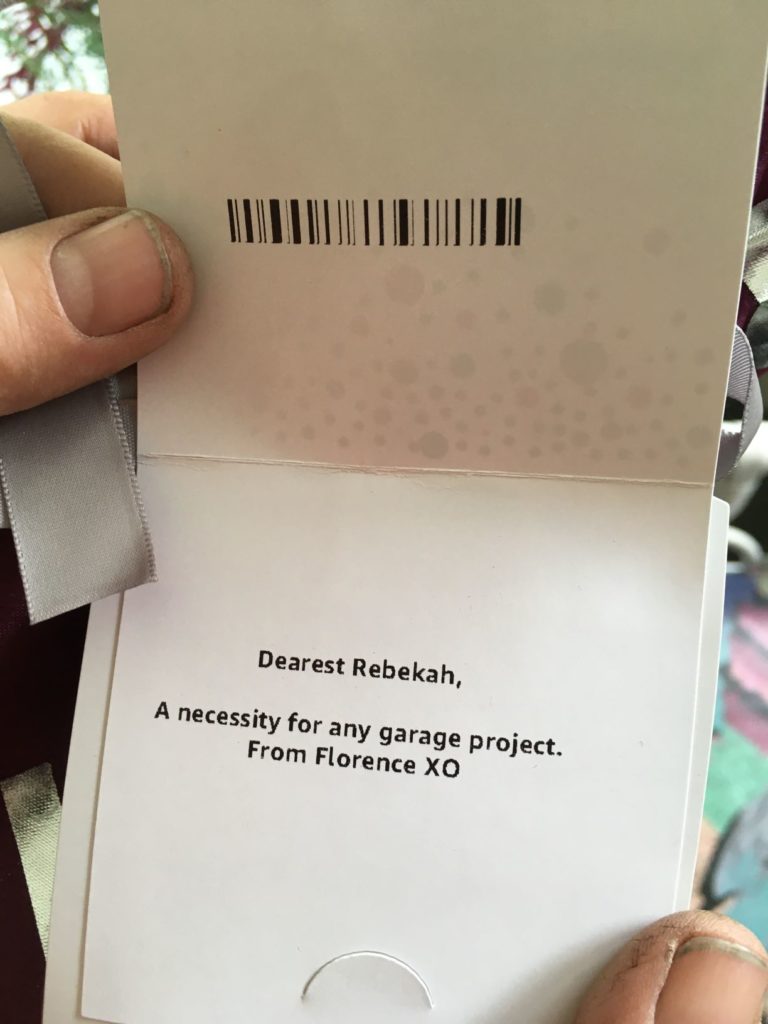 Dearest Rebekah,
A necessity for any garage project.
From Florence XO